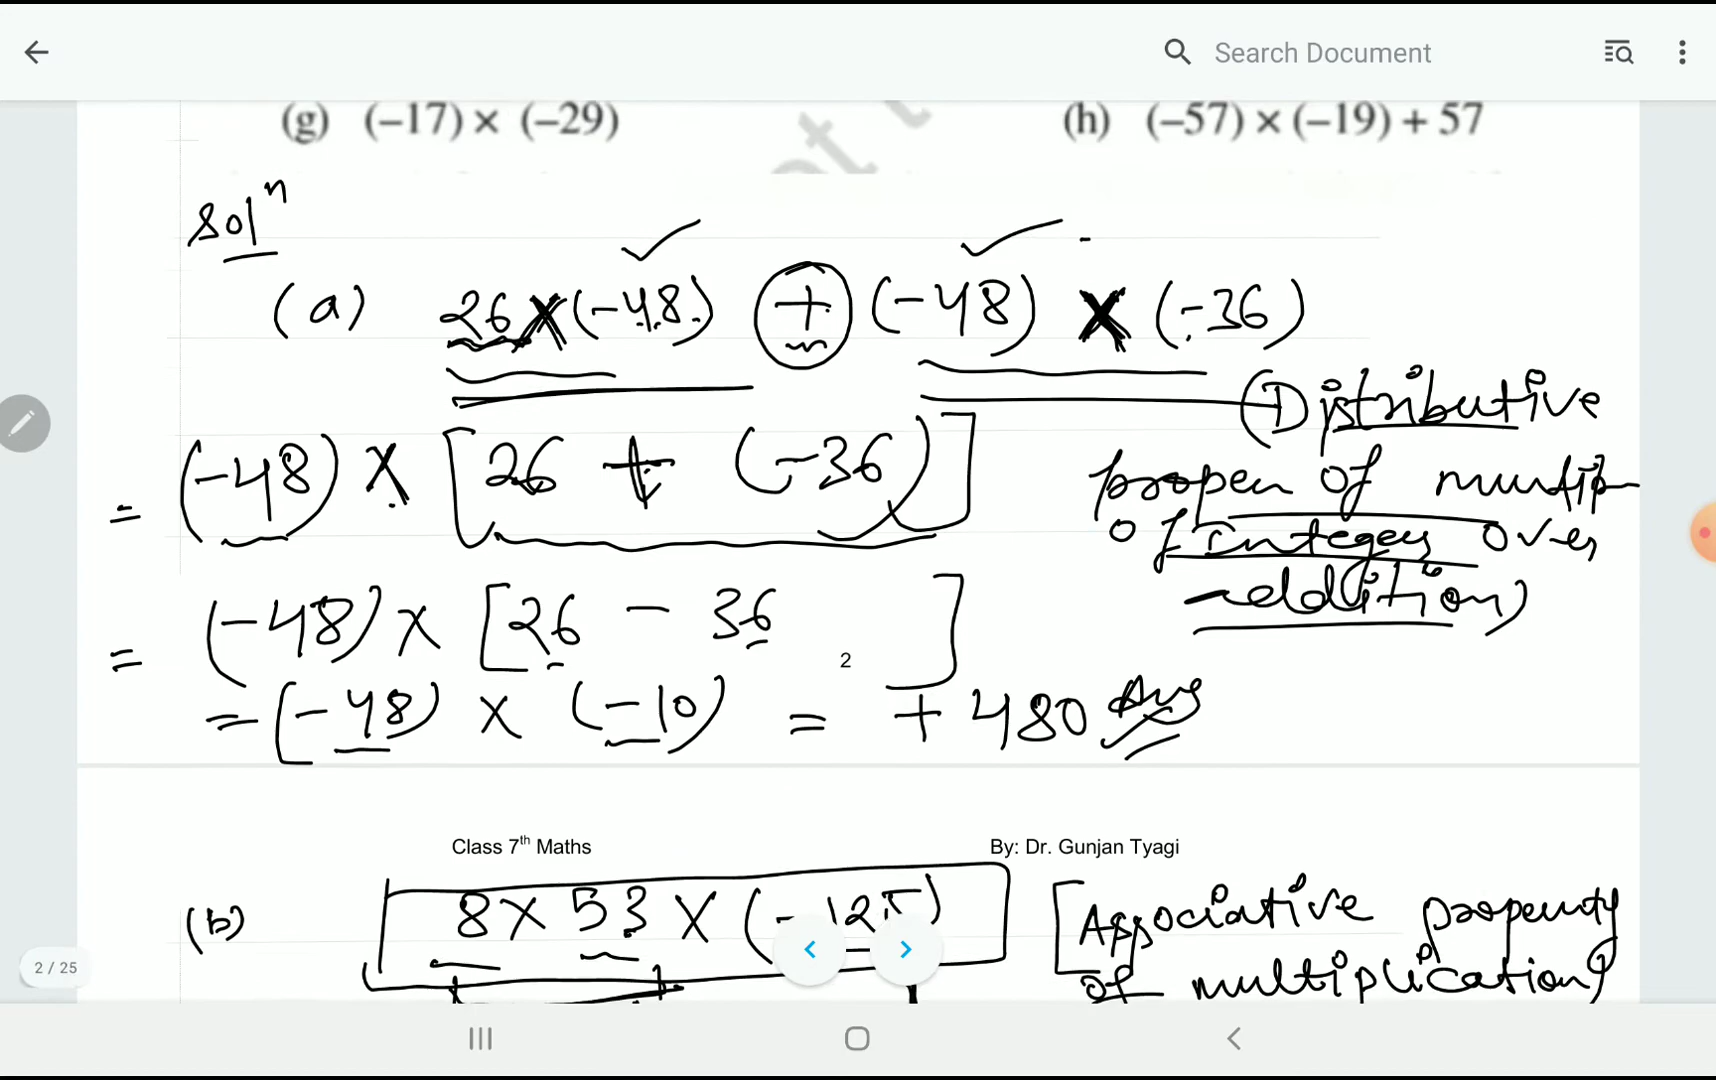 Search Document
(g) (–17) × (–29) (h) (–57) × (–19) + 57
Solⁿ
(a) 26 × (-48) + (-48) × (-36)
= (-48) × [26 + (-36)] (Distributive
proper of multip
of Integers over
addition)
= (-48) × [26 - 36 ]
2
= (-48) × (-10) = + 480 Ans
Class 7th Maths By: Dr. Gunjan Tyagi
(b) 8 × 53 × (-125) [Associative property
of multiplication]
2 / 25